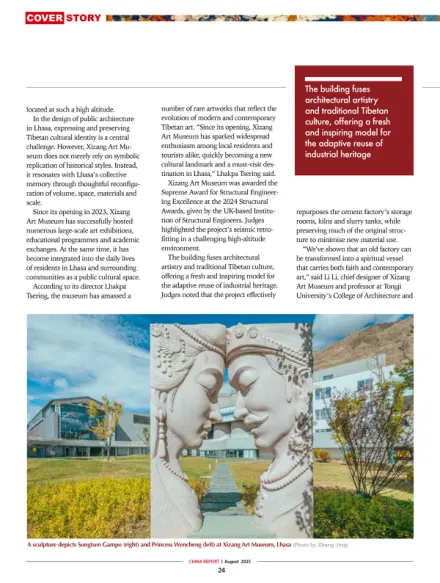 COVER STORY
located at such a high altitude.
In the design of public architecture
in Lhasa, expressing and preserving
Tibetan cultural identity is a central
challenge. However, Xizang Art Mu-
seum does not merely rely on symbolic
replication of historical styles. Instead,
it resonates with Lhasa's collective
memory through thoughtful reconfigu-
ration of volume, space, materials and
scale.
Since its opening in 2023, Xizang
Art Museum has successfully hosted
numerous large-scale art exhibitions,
educational programmes and academic
exchanges. At the same time, it has
become integrated into the daily lives
of residents in Lhasa and surrounding
communities as a public cultural space.
According to its director Lhakpa
Tsering, the museum has amassed a
number of rare artworks that reflect the
evolution of modern and contemporary
Tibetan art. "Since its opening, Xizang
Art Museum has sparked widespread
enthusiasm among local residents and
tourists alike, quickly becoming a new
cultural landmark and a must-visit des-
tination in Lhasa," Lhakpa Tsering said.
Xizang Art Museum was awarded the
Supreme Award for Structural Engineer-
ing Excellence at the 2024 Structural
Awards, given by the UK-based Institu-
tion of Structural Engineers. Judges
highlighted the project's seismic retro-
fitting in a challenging high-altitude
environment.
The building fuses architectural
artistry and traditional Tibetan culture,
offering a fresh and inspiring model for
the adaptive reuse of industrial heritage.
Judges noted that the project effectively
The building fuses
architectural artistry
and traditional Tibetan
culture, offering a fresh
and inspiring model for
the adaptive reuse of
industrial heritage
repurposes the cement factory's storage
rooms, kilns and slurry tanks, while
preserving much of the original struc-
ture to minimise new material use.
"We've shown that an old factory can
be transformed into a spiritual vessel
that carries both faith and contemporary
art," said Li Li, chief designer of Xizang
Art Museum and professor at Tongji
University's College of Architecture and
A sculpture depicts Songtsen Gampo (right) and Princess Wencheng (left) at Xizang Art Museum, Lhasa (Photo by Xhang Jing)
CHINA REPORT | August 2025
24